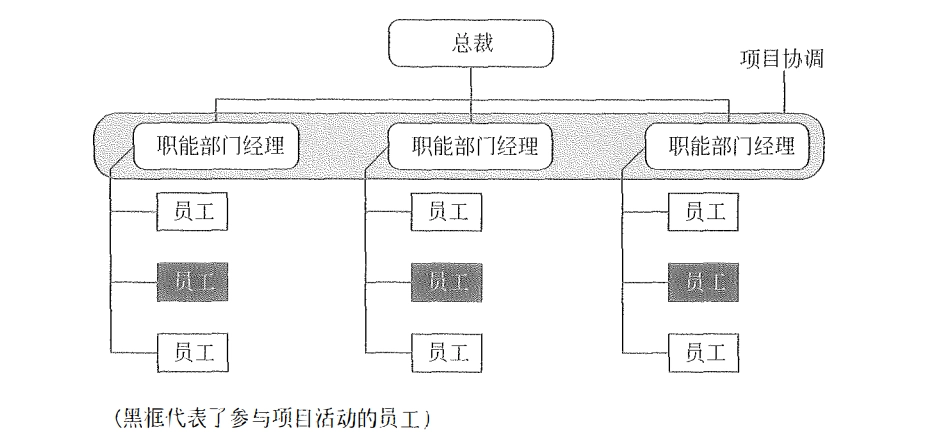 总裁
项目协调
职能部门经理 职能部门经理 职能部门经理
员工 员工 员工
员工 员工 员工
员工 员工 员工
(黑框代表了参与项目活动的员工)